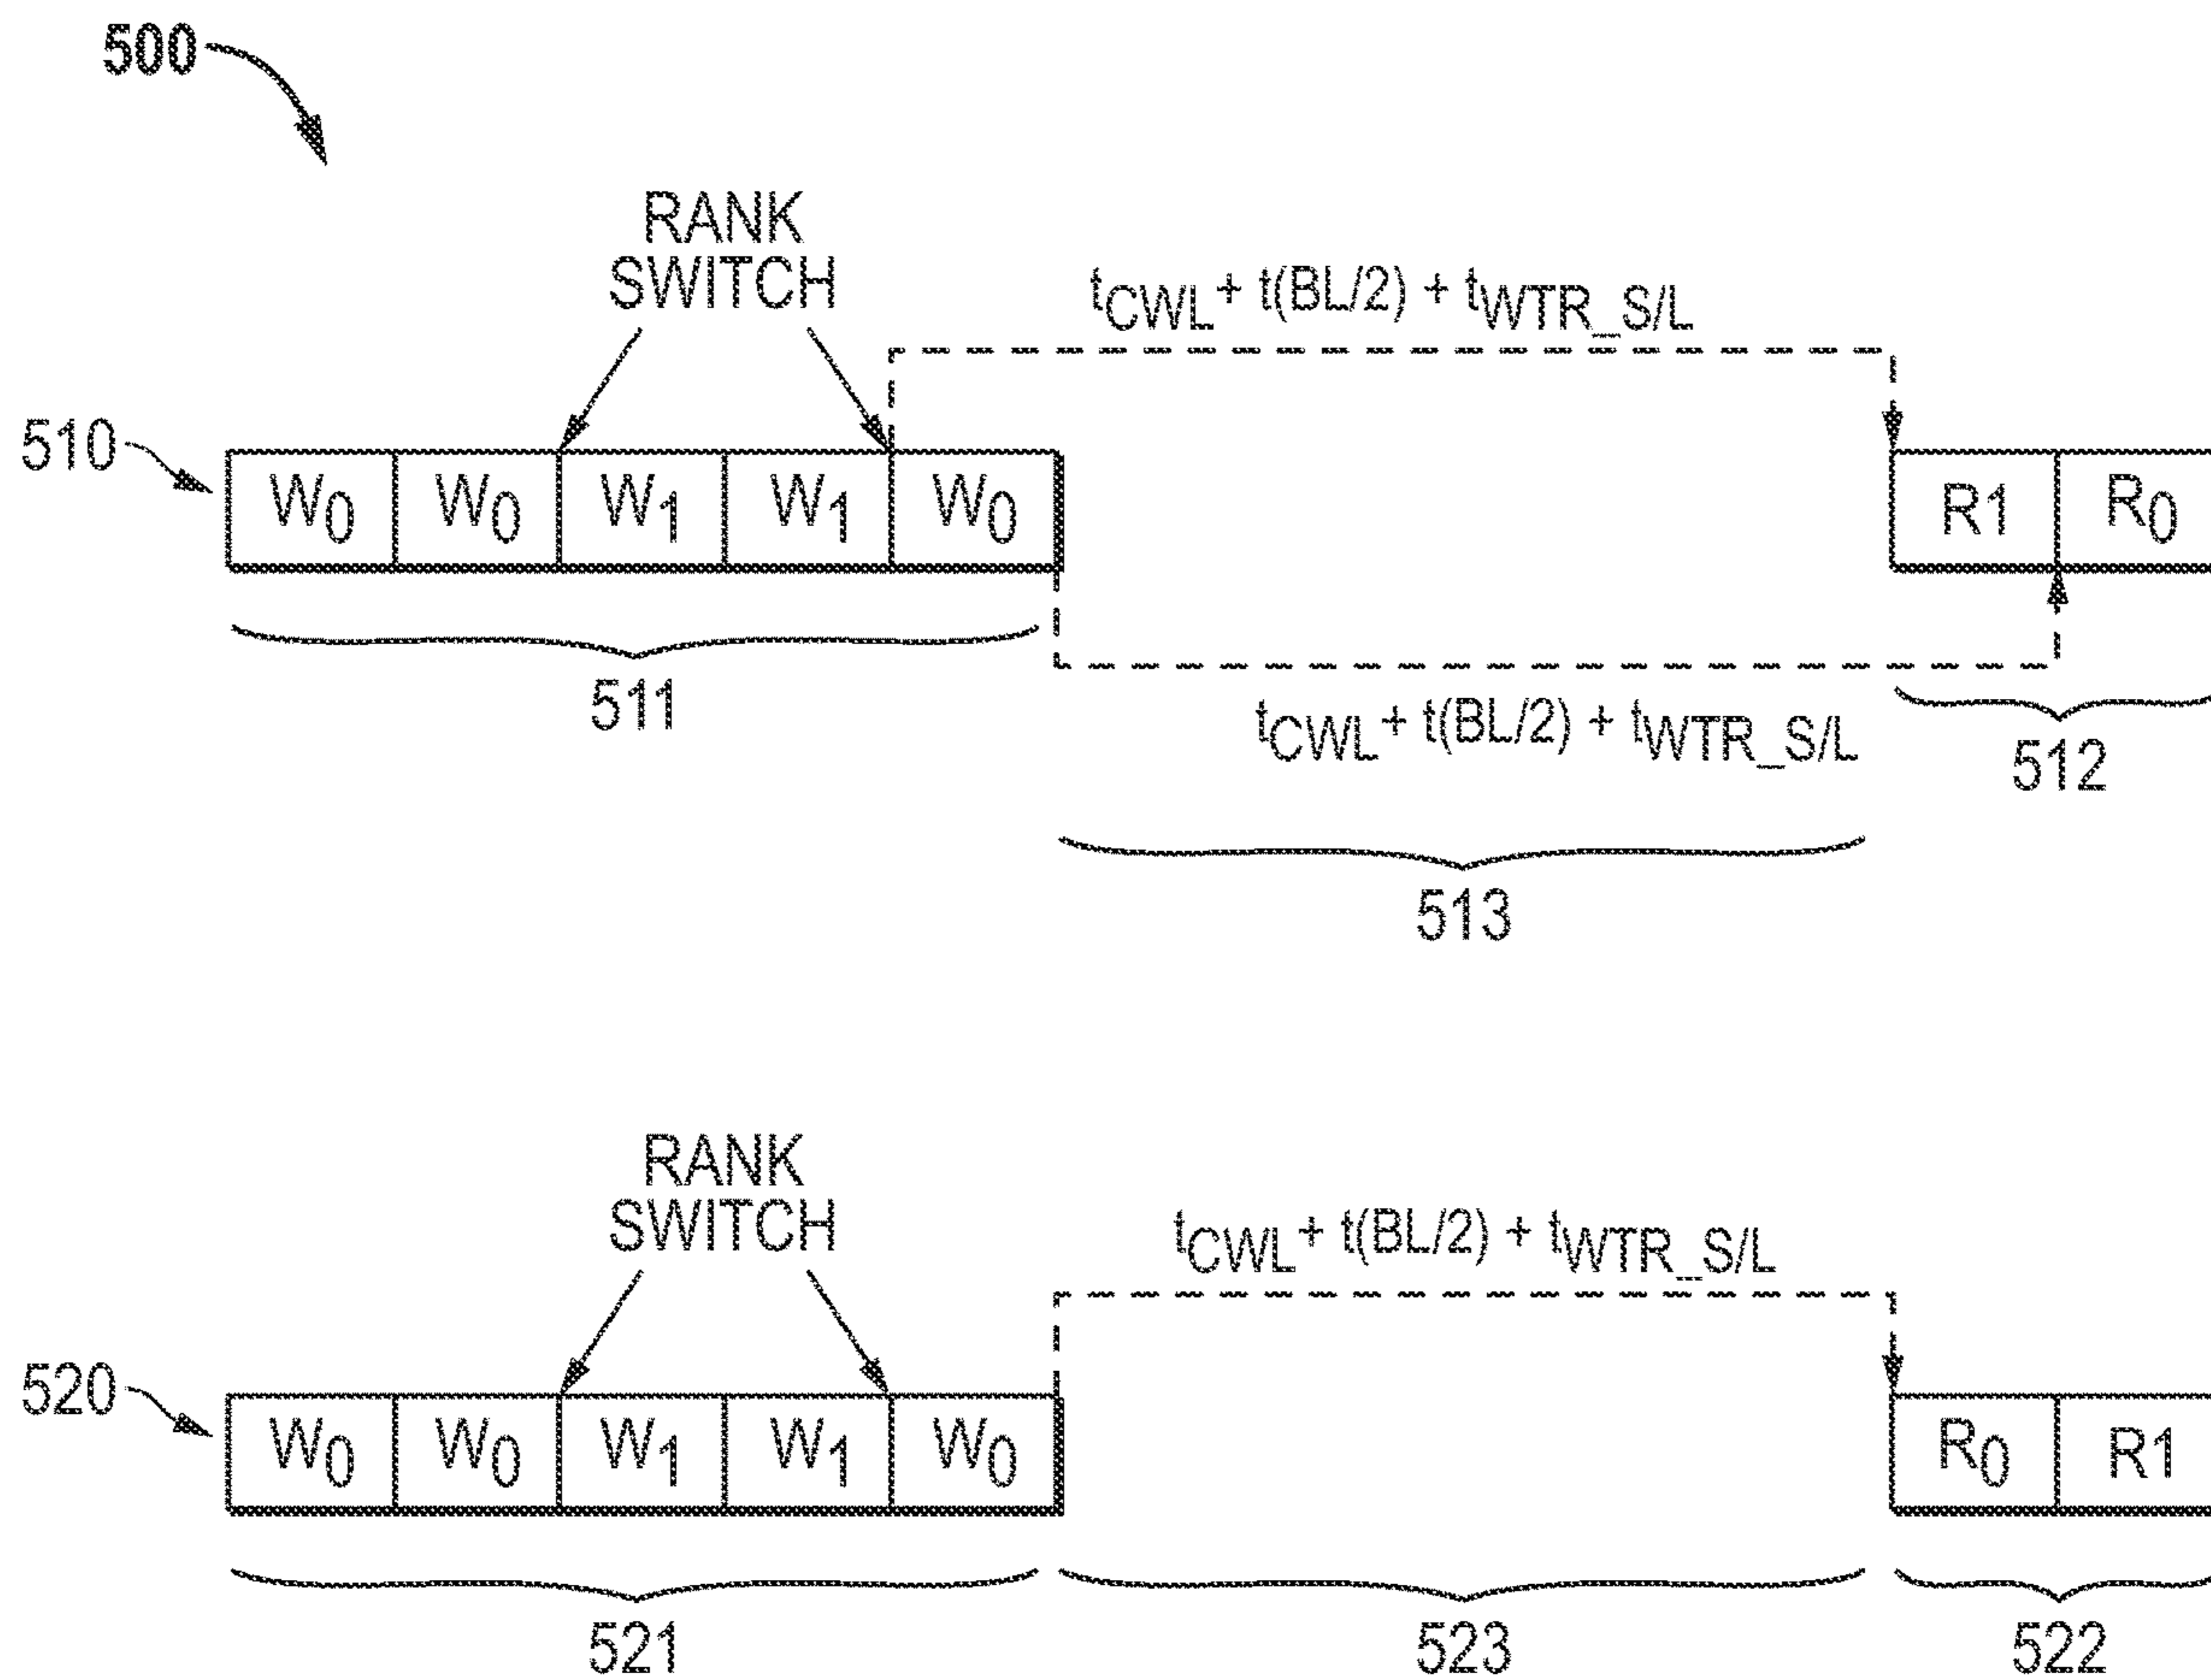 500
RANK
SWITCH
tCWL + t(BL/2) + tWTR_S/L
510
W0 W0 W1 W1 W0 R1 R0
511
tCWL + t(BL/2) + tWTR_S/L
512
513
RANK
SWITCH
tCWL + t(BL/2) + tWTR_S/L
520
W0 W0 W1 W1 W0 R0 R1
521 523 522